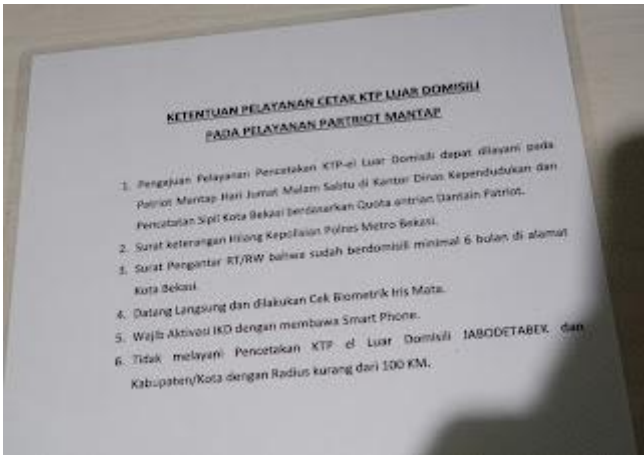 KETENTUAN PELAYANAN CETAK KTP LUAR DOMISILI
PADA PELAYANAN PARTRIOT MANTAP
1. Pengajuan Pelayanan Pencetakan KTP-el Luar Domisili dapat dilayani pada
Patriot Mantap Hari Jumat Malam Sabtu di Kantor Dinas Kependudukan dan
Pencatatan Sipil Kota Bekasi berdasarkan Quota antrian Dantain Patriot.
2. Surat keterangan Hilang Kepolisian Polres Metro Bekasi.
3. Surat Pengantar RT/RW bahwa sudah berdomisili minimal 6 bulan di alamat
Kota Bekasi.
4. Datang Langsung dan dilakukan Cek Biometrik Iris Mata.
5. Wajib Aktivasi IKD dengan membawa Smart Phone.
6. Tidak melayani Pencetakan KTP el Luar Domisili JABODETABEK dan
Kabupaten/Kota dengan Radius kurang dari 100 KM.